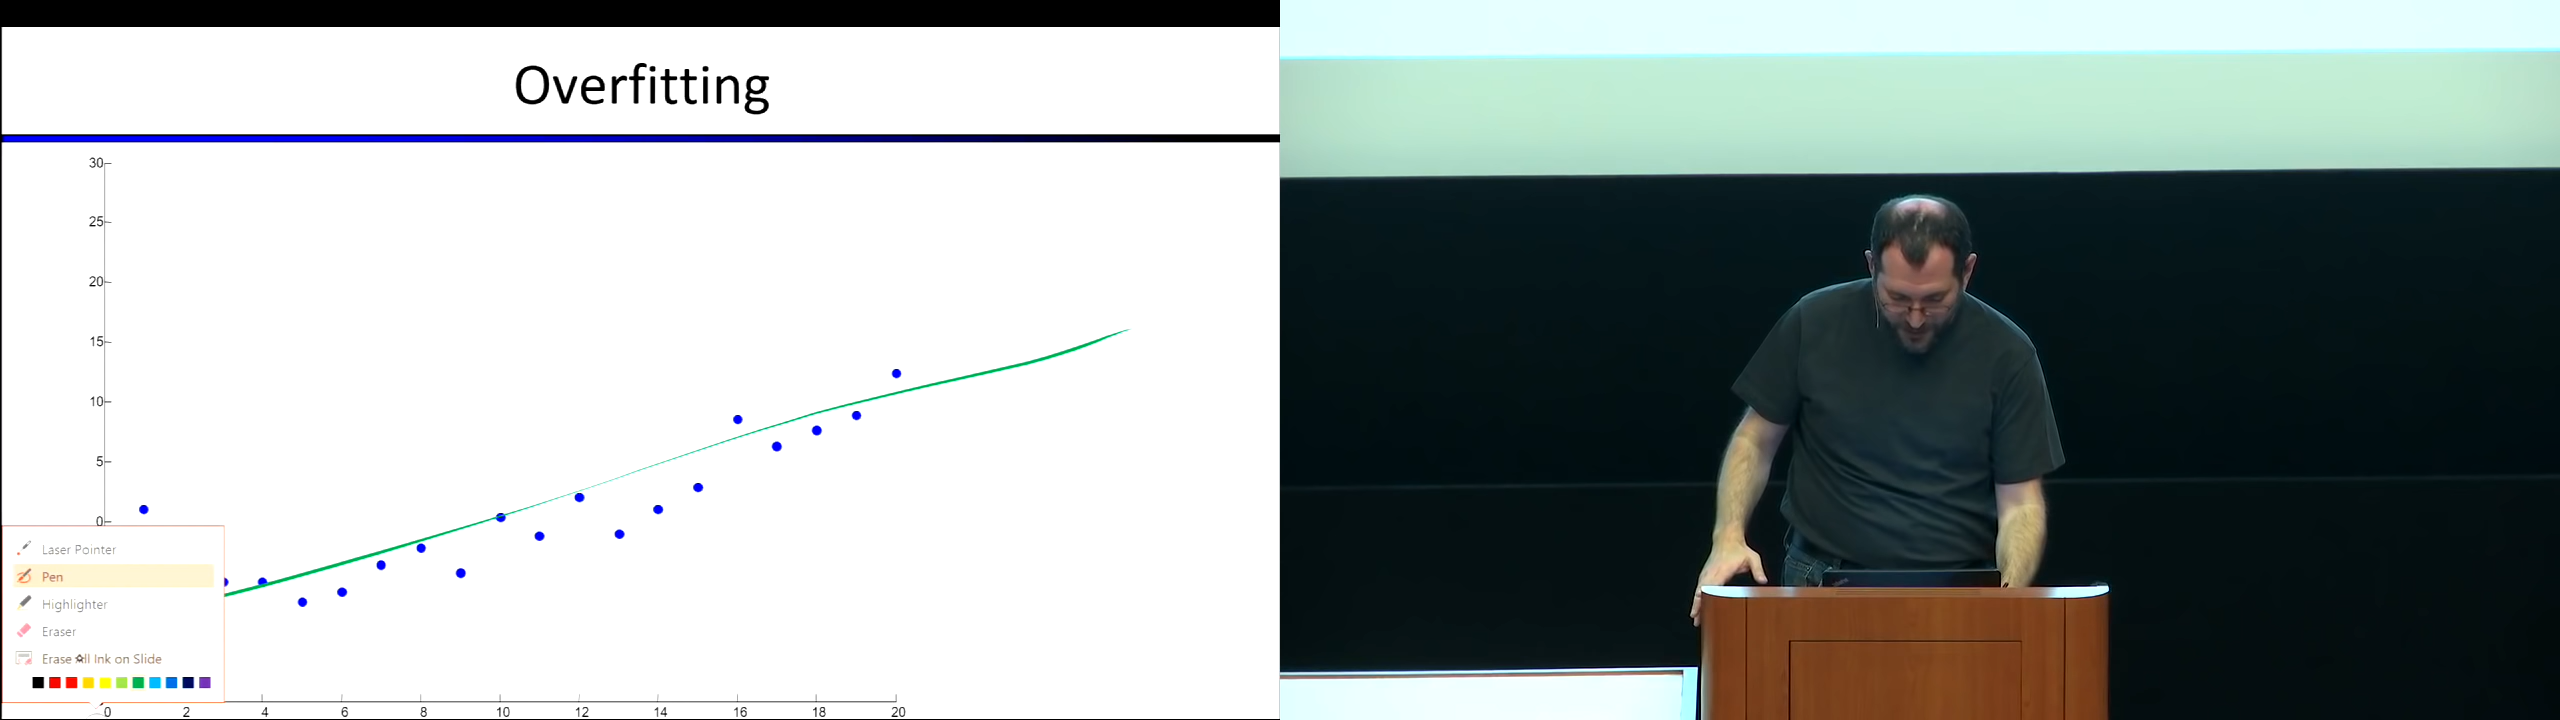 Overfitting
30
25
20
15
10
5
0
Laser Pointer
Pen
Highlighter
Eraser
Erase All Ink on Slide
0 2 4 6 8 10 12 14 16 18 20